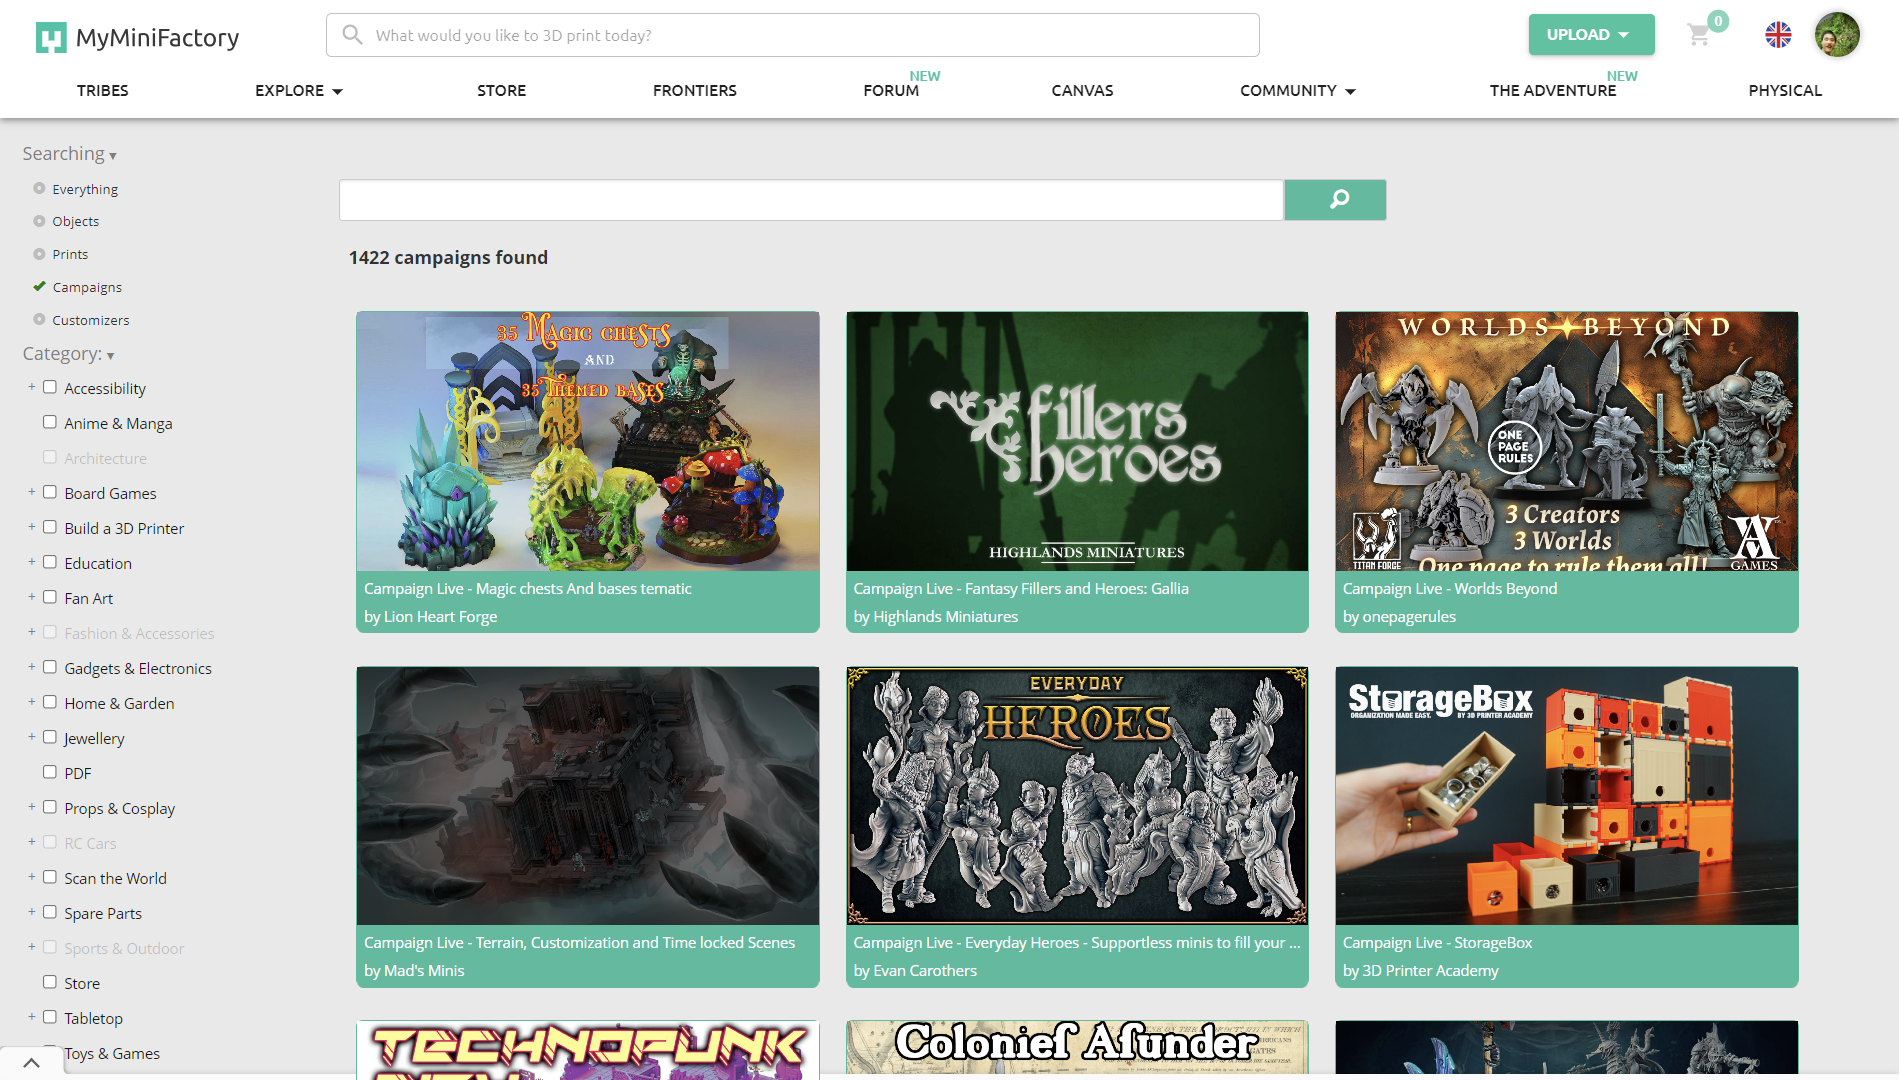 MyMiniFactory
What would you like to 3D print today?
UPLOAD
0
TRIBES
EXPLORE
STORE
FRONTIERS
NEW
FORUM
CANVAS
COMMUNITY
NEW
THE ADVENTURE
PHYSICAL
Searching
Everything
Objects
Prints
Campaigns
Customizers
Category:
Accessibility
Anime & Manga
Architecture
Board Games
Build a 3D Printer
Education
Fan Art
Fashion & Accessories
Gadgets & Electronics
Home & Garden
Jewellery
PDF
Props & Cosplay
RC Cars
Scan the World
Spare Parts
Sports & Outdoor
Store
Tabletop
Toys & Games
1422 campaigns found
35 Magic chests
AND
35 Themed bases
Campaign Live - Magic chests And bases tematic
by Lion Heart Forge
fillers
heroes
HIGHLANDS MINIATURES
Campaign Live - Fantasy Fillers and Heroes: Gallia
by Highlands Miniatures
WORLDS BEYOND
ONE
PAGE
RULES
3 Creators
3 Worlds
One page to rule them all!
TITAN FORGE
GAMES
Campaign Live - Worlds Beyond
by onepagerules
Campaign Live - Terrain, Customization and Time locked Scenes
by Mad's Minis
EVERYDAY
HEROES
Campaign Live - Everyday Heroes - Supportless minis to fill your ...
by Evan Carothers
StorageBox
ORGANIZATION MADE EASY. BY 3D PRINTER ACADEMY
Campaign Live - StorageBox
by 3D Printer Academy
TECHNOPUNK
Colonief Afunder